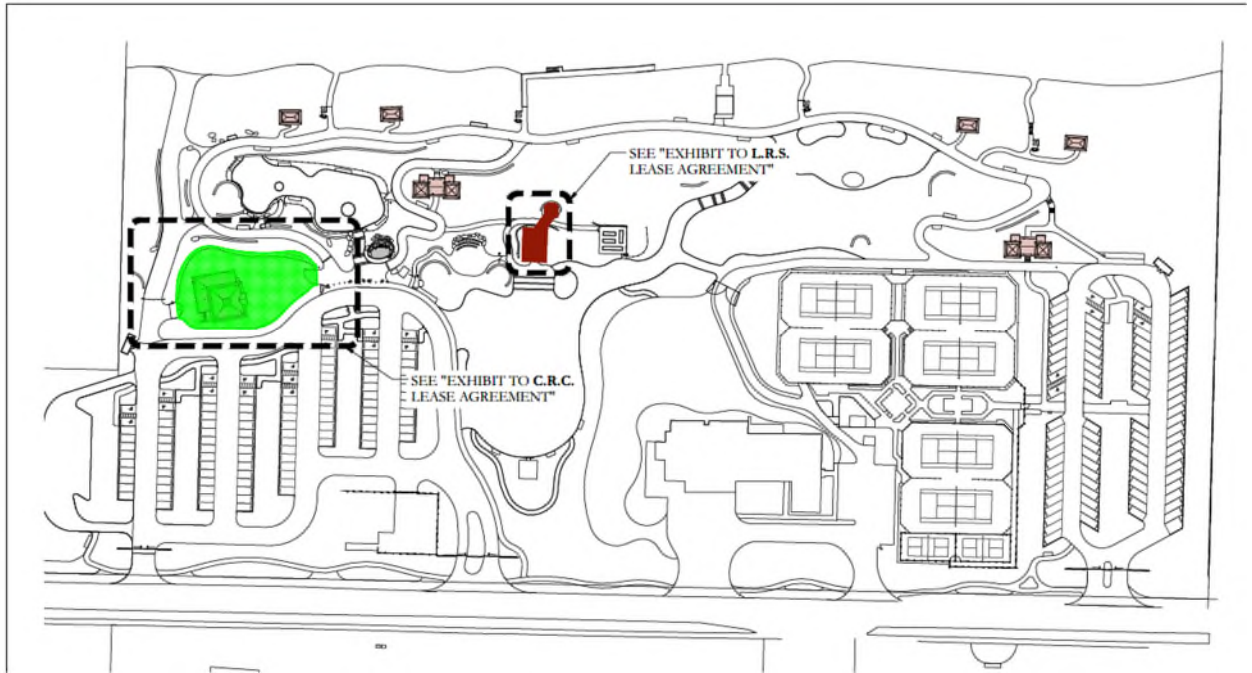 SEE "EXHIBIT TO L.R.S.
LEASE AGREEMENT"
SEE "EXHIBIT TO C.R.C.
LEASE AGREEMENT"